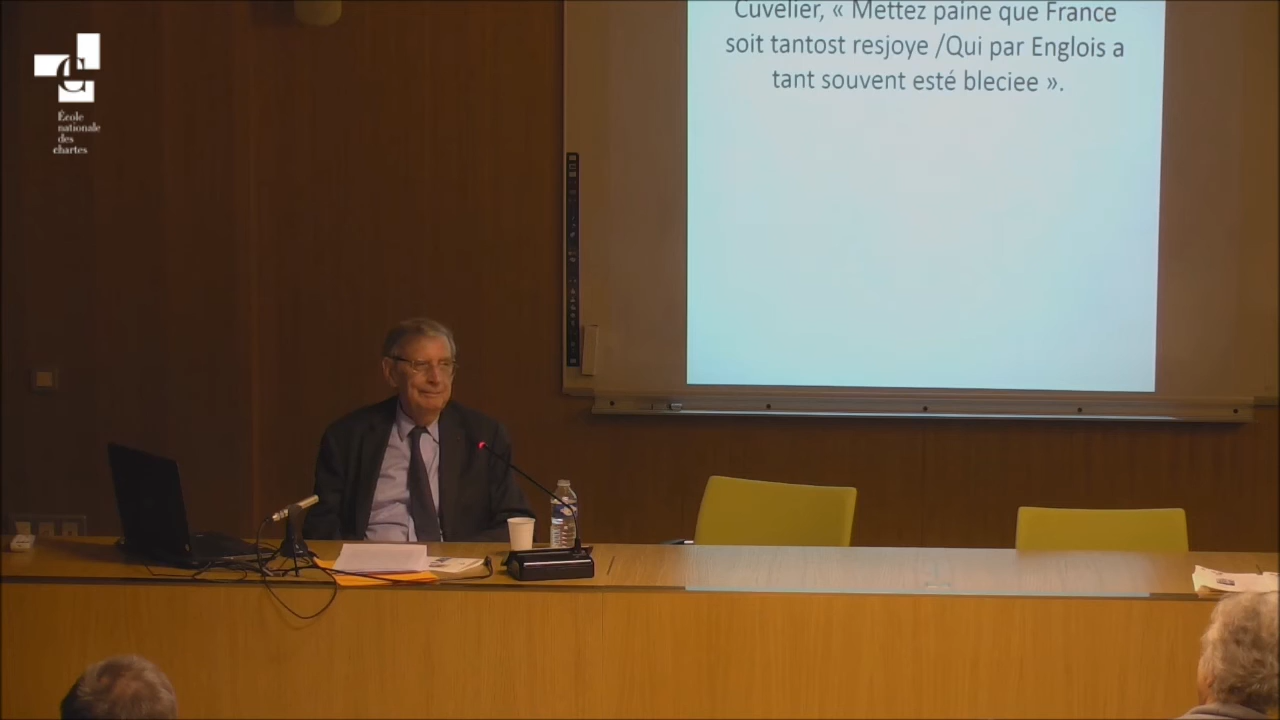 École
nationale
des
chartes
Cuvelier, « Mettez paine que France
soit tantost resjoye /Qui par Englois a
tant souvent esté bleciee ».